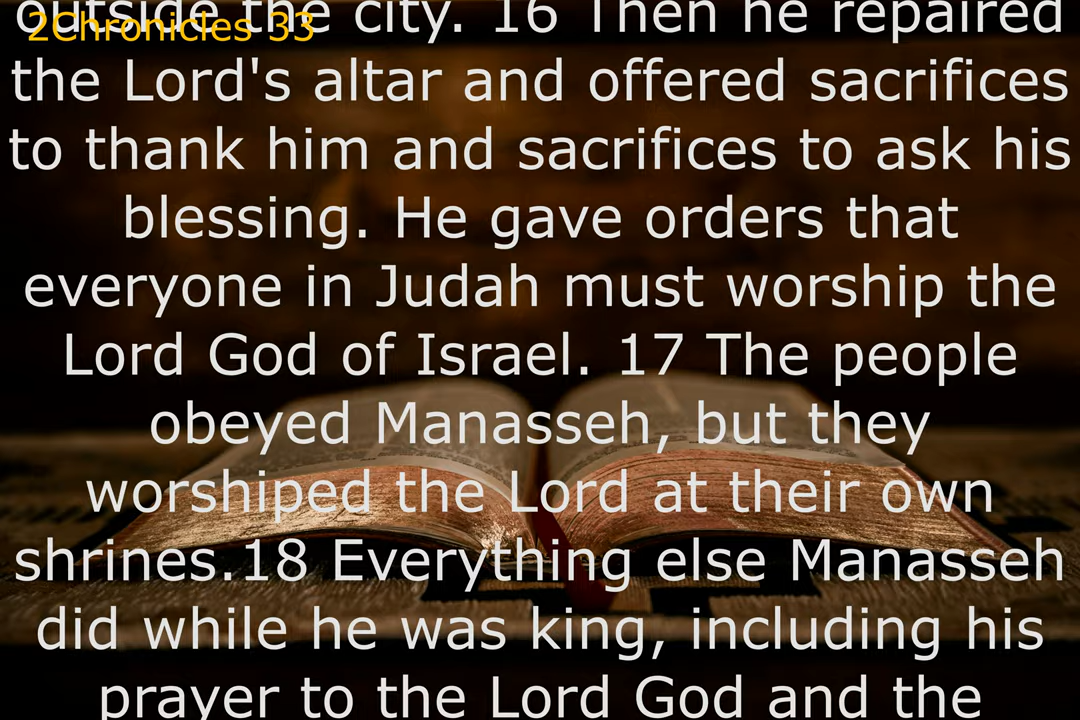 2Chronicles 33
outside the city. 16 Then he repaired
the Lord's altar and offered sacrifices
to thank him and sacrifices to ask his
blessing. He gave orders that
everyone in Judah must worship the
Lord God of Israel. 17 The people
obeyed Manasseh, but they
worshiped the Lord at their own
shrines.18 Everything else Manasseh
did while he was king, including his
prayer to the Lord God and the